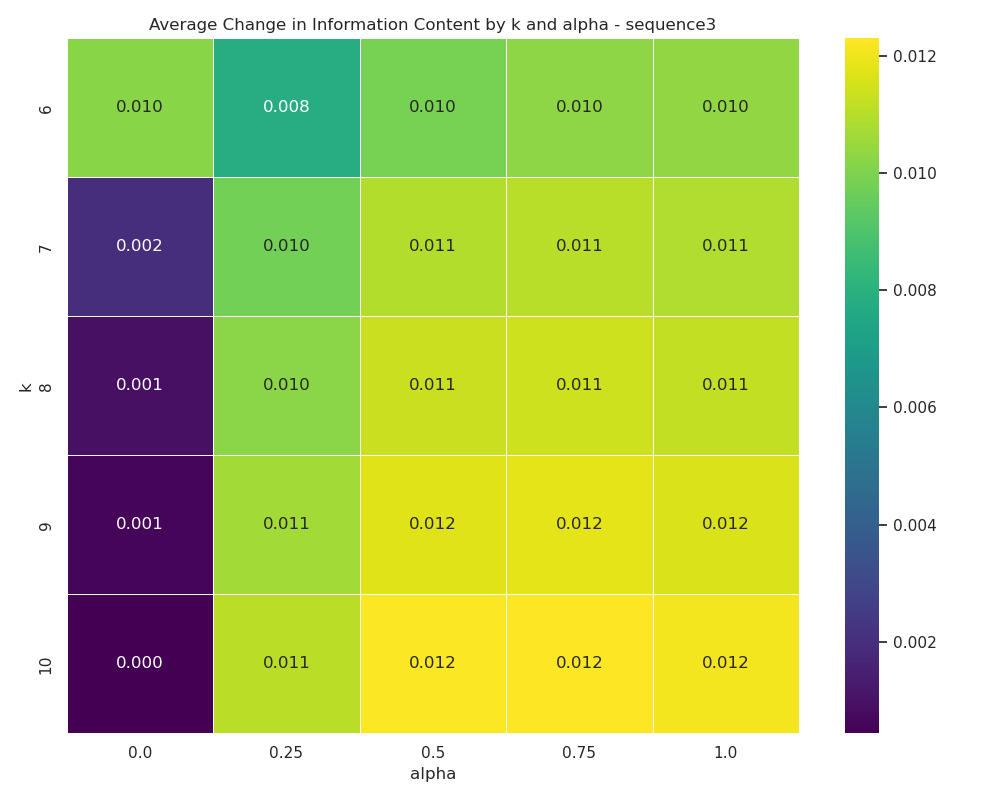 Average Change in Information Content by k and alpha - sequence3
6 0.010 0.008 0.010 0.010 0.010
7 0.002 0.010 0.011 0.011 0.011
k
8 0.001 0.010 0.011 0.011 0.011
9 0.001 0.011 0.012 0.012 0.012
10 0.000 0.011 0.012 0.012 0.012
0.0 0.25 0.5 0.75 1.0
alpha
0.012
0.010
0.008
0.006
0.004
0.002